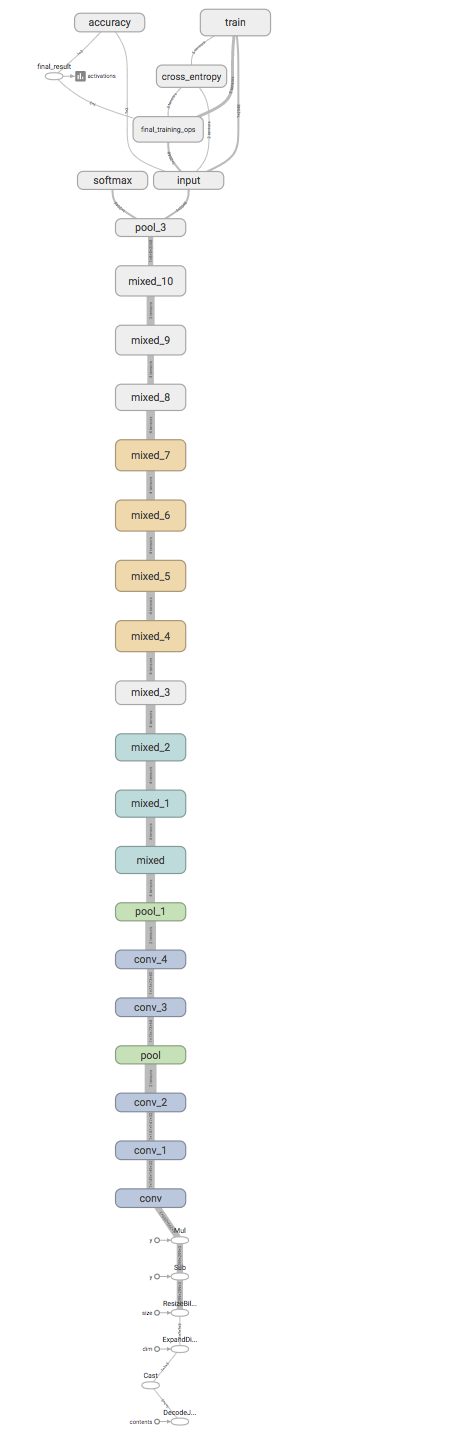 accuracy
train
final_result
activations
cross_entropy
final_training_ops
softmax
input
pool_3
mixed_10
mixed_9
mixed_8
mixed_7
mixed_6
mixed_5
mixed_4
mixed_3
mixed_2
mixed_1
mixed
pool_1
conv_4
conv_3
pool
conv_2
conv_1
conv
Mul
y
Sub
y
ResizeBil...
size
ExpandDi...
dim
Cast
DecodeJ...
contents